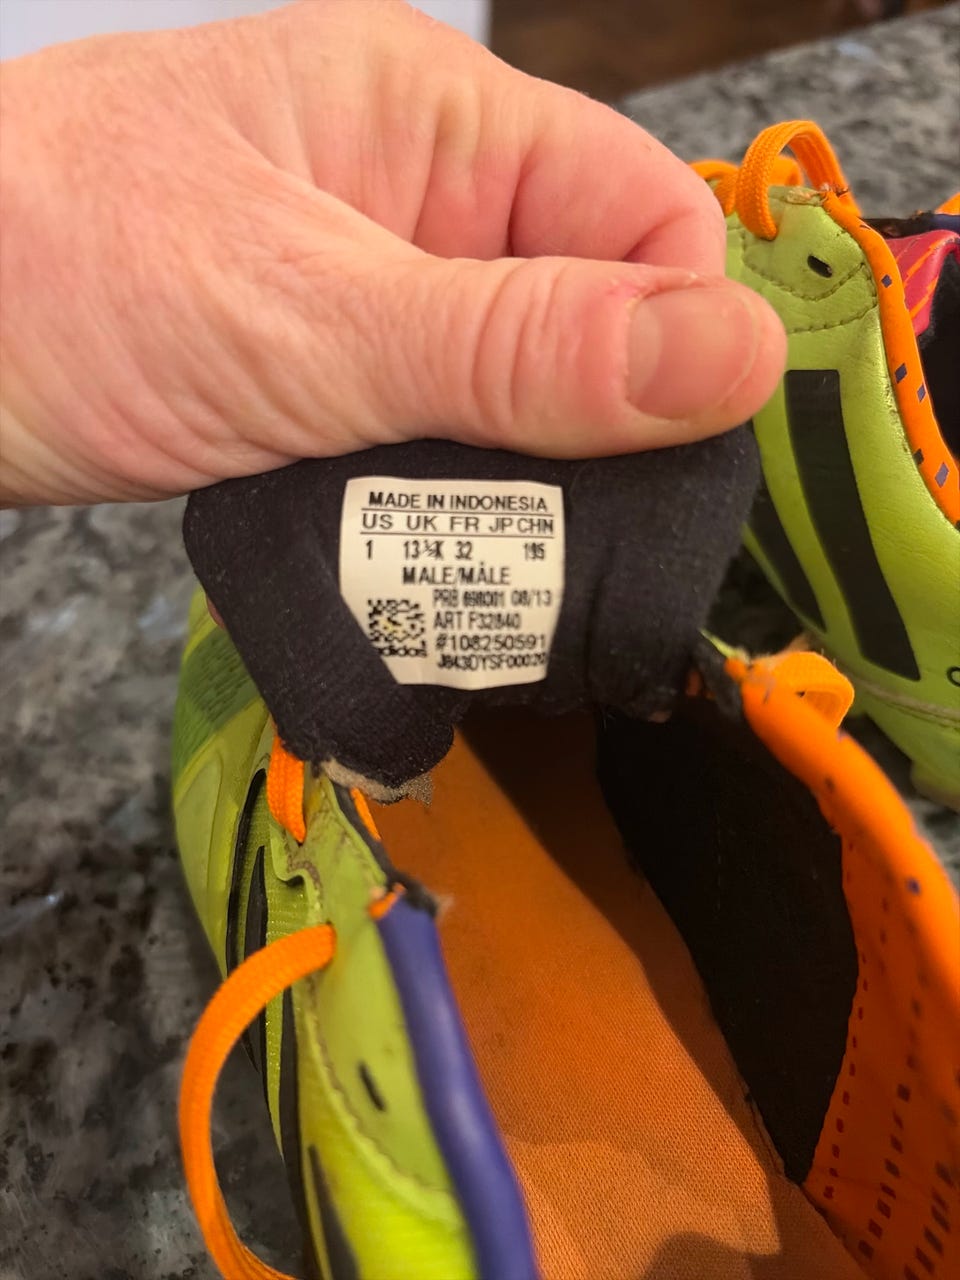 MADE IN INDONESIA
US UK FR JP CHN
1 13½K 32 195
MALE/MÂLE
PRB 698001 08/13
ART F32840
#108250591
adidas